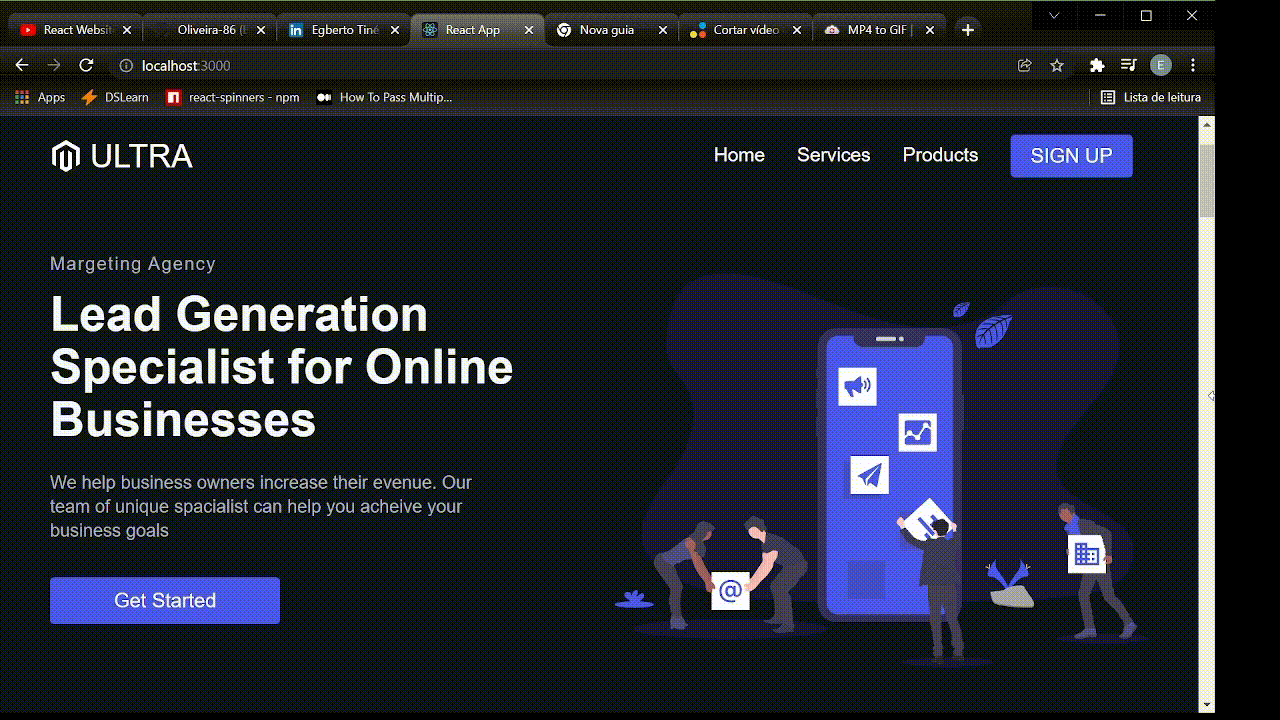 React Websit
Oliveira-86 (
Egberto Tiné
React App
Nova guia
Cortar vídeo
MP4 to GIF |
localhost:3000
E
Apps
DSLearn
react-spinners - npm
How To Pass Multip...
Lista de leitura
ULTRA
Home
Services
Products
SIGN UP
Margeting Agency
Lead Generation
Specialist for Online
Businesses
We help business owners increase their evenue. Our
team of unique spacialist can help you acheive your
business goals
Get Started
@